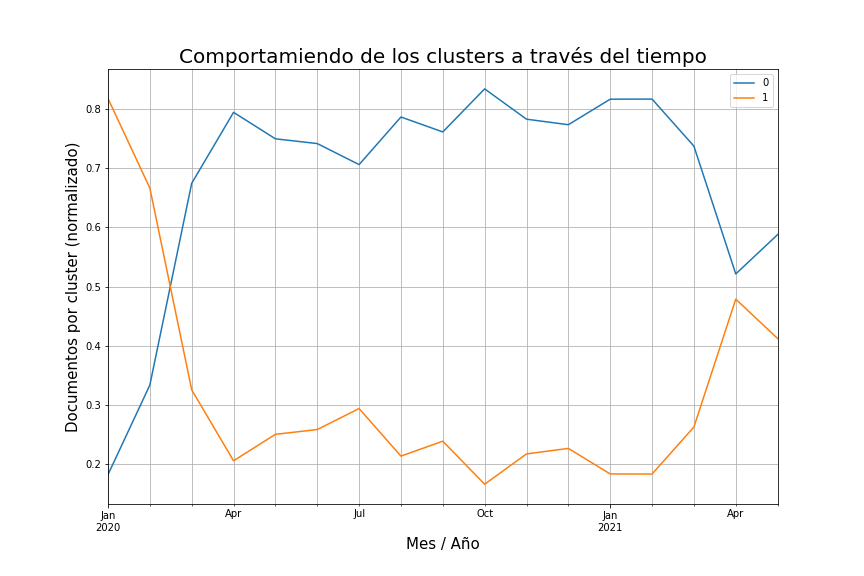 Comportamiendo de los clusters a través del tiempo
0
1
Documentos por cluster (normalizado)
0.8
0.7
0.6
0.5
0.4
0.3
0.2
Jan
2020
Apr
Jul
Oct
Jan
2021
Apr
Mes / Año